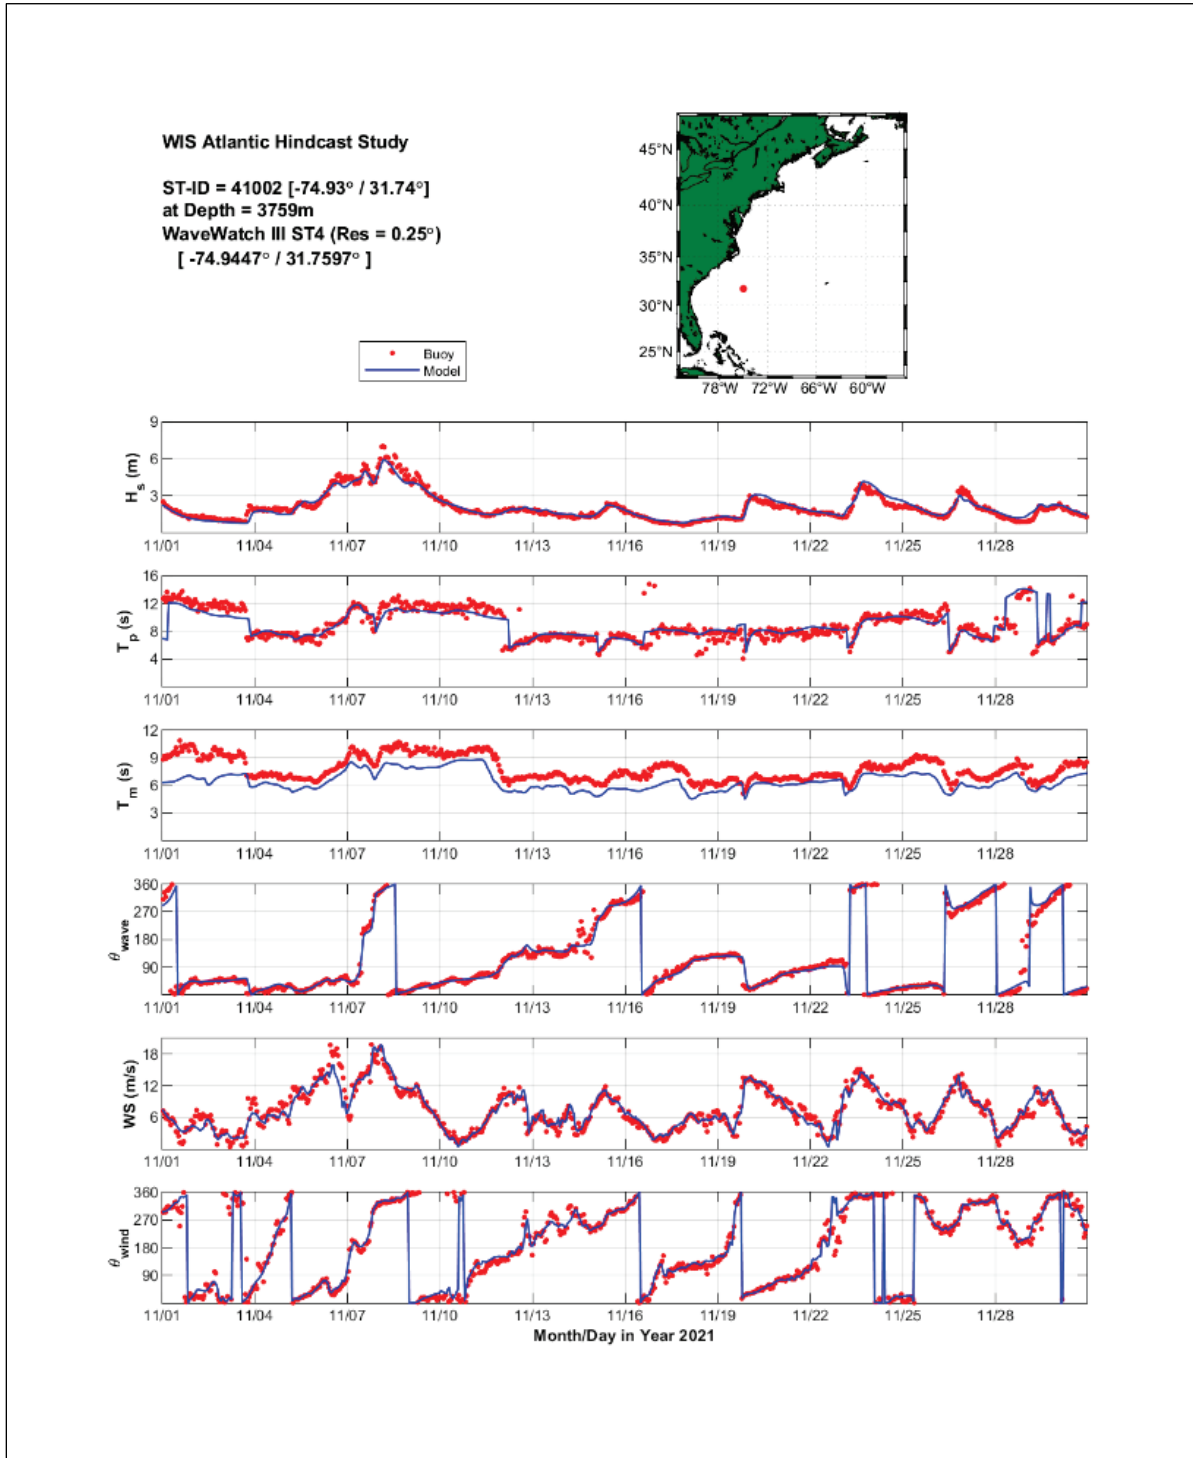 WIS Atlantic Hindcast Study
ST-ID = 41002 [-74.93° / 31.74°]
at Depth = 3759m
WaveWatch III ST4 (Res = 0.25°)
[ -74.9447° / 31.7597° ]
45°N
40°N
35°N
30°N
25°N
78°W 72°W 66°W 60°W
Buoy
Model
H_s (m)
9
6
3
11/01 11/04 11/07 11/10 11/13 11/16 11/19 11/22 11/25 11/28
T_p (s)
16
12
8
4
11/01 11/04 11/07 11/10 11/13 11/16 11/19 11/22 11/25 11/28
T_m (s)
12
9
6
3
11/01 11/04 11/07 11/10 11/13 11/16 11/19 11/22 11/25 11/28
θ_wave
360
270
180
90
11/01 11/04 11/07 11/10 11/13 11/16 11/19 11/22 11/25 11/28
WS (m/s)
18
12
6
11/01 11/04 11/07 11/10 11/13 11/16 11/19 11/22 11/25 11/28
θ_wind
360
270
180
90
11/01 11/04 11/07 11/10 11/13 11/16 11/19 11/22 11/25 11/28
Month/Day in Year 2021